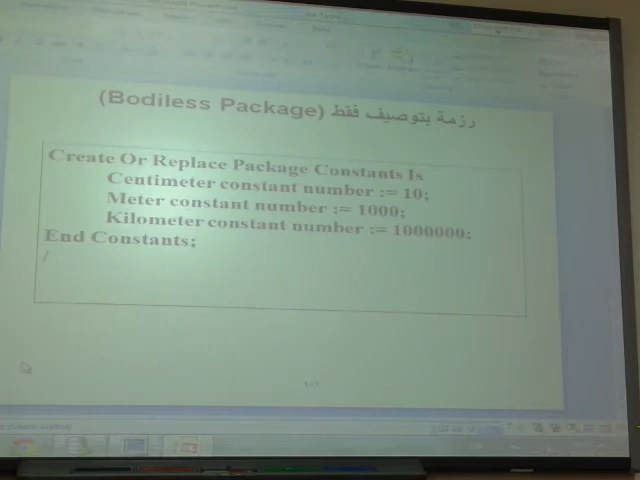 رزمة بتوصيف فقط (Bodiless Package)
Create Or Replace Package Constants Is
Centimeter constant number := 10;
Meter constant number := 1000;
Kilometer constant number := 1000000;
End Constants;
/